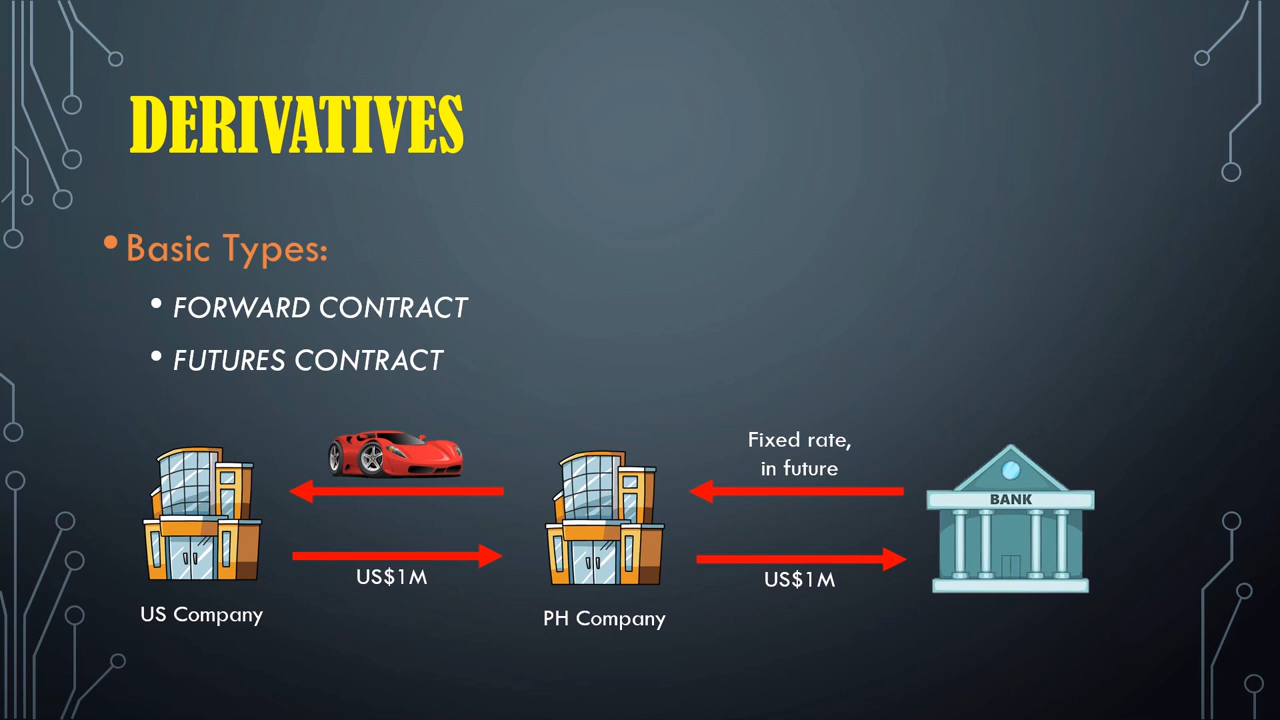 DERIVATIVES
• Basic Types:
• FORWARD CONTRACT
• FUTURES CONTRACT
Fixed rate,
in future
BANK
US$1M
US$1M
US Company
PH Company